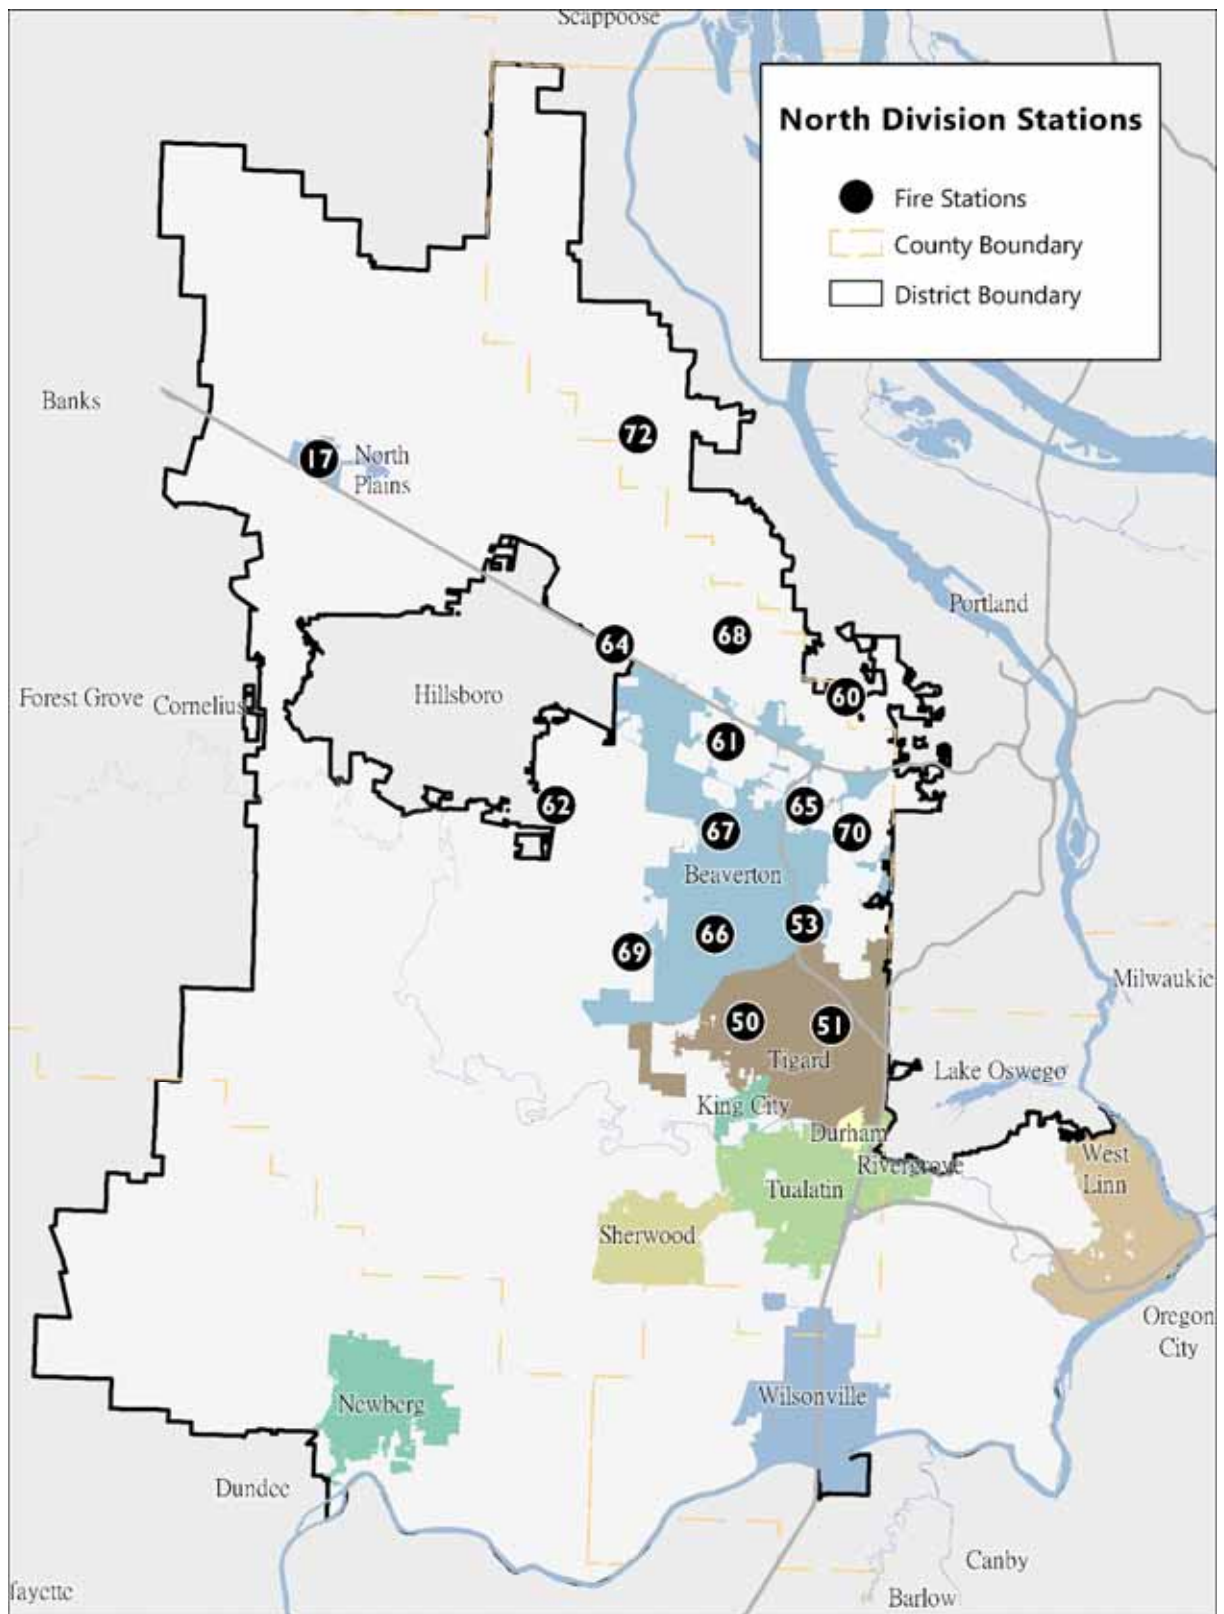 Scappoose
North Division Stations
Fire Stations
County Boundary
District Boundary
Banks
72
17
North
Plains
Portland
68
64
Hillsboro
Forest Grove
Cornelius
60
61
62
65
67
70
Beaverton
53
66
69
Milwaukie
50
51
Tigard
Lake Oswego
King City
Durham
West
Linn
Rivergrove
Tualatin
Sherwood
Oregon
City
Wilsonville
Newberg
Dundee
Canby
fayette
Barlow